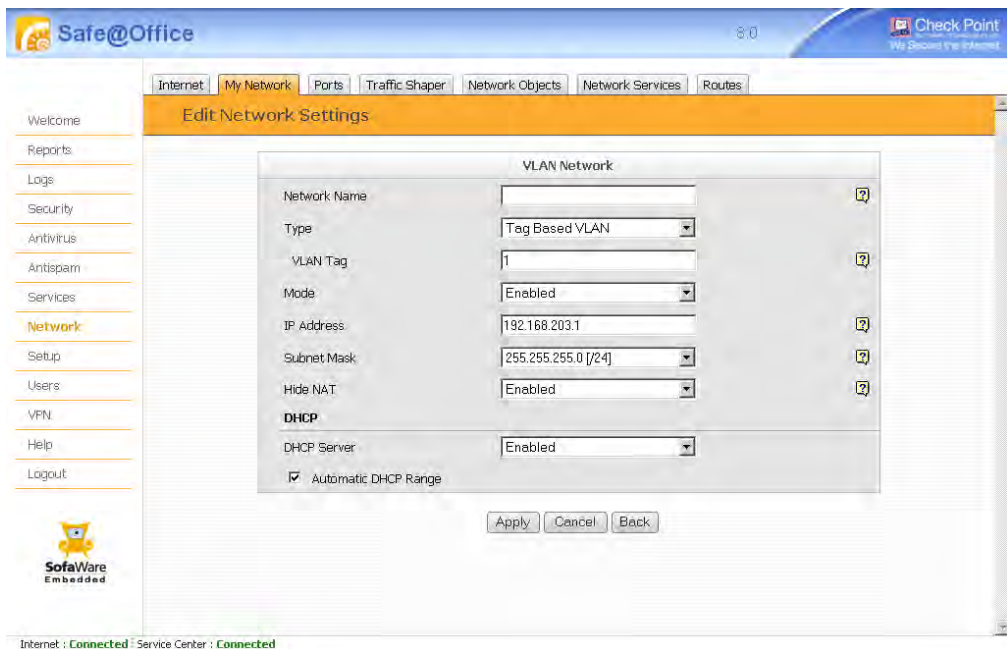 Safe@Office
8.0
Check Point
We Secure the Internet.
Internet
My Network
Ports
Traffic Shaper
Network Objects
Network Services
Routes
Edit Network Settings
Welcome
Reports
Logs
Security
Antivirus
Antispam
Services
Network
Setup
Users
VPN
Help
Logout
VLAN Network
Network Name
Type Tag Based VLAN
VLAN Tag 1
Mode Enabled
IP Address 192.168.203.1
Subnet Mask 255.255.255.0 [/24]
Hide NAT Enabled
DHCP
DHCP Server Enabled
Automatic DHCP Range
Apply Cancel Back
SofaWare
Embedded
Internet : Connected Service Center : Connected